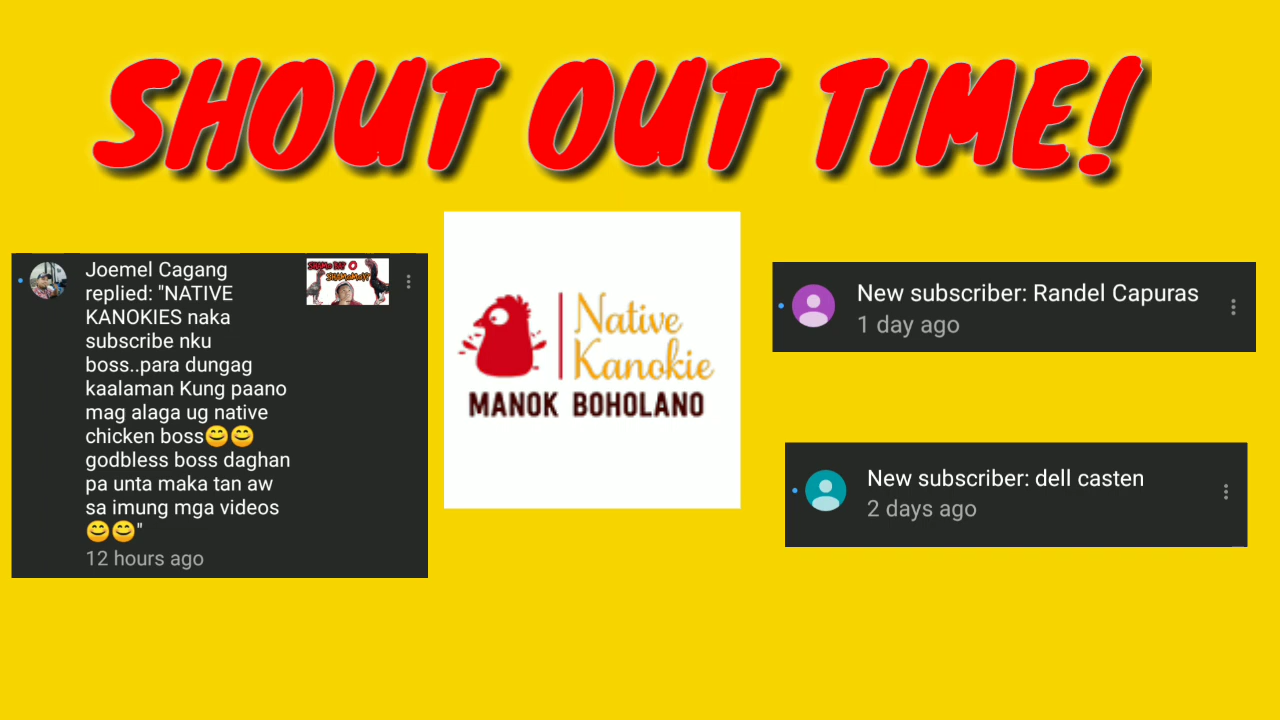 SHOUT OUT TIME!
Joemel Cagang
replied: "NATIVE
KANOKIES naka
subscribe nku
boss..para dungag
kaalaman Kung paano
mag alaga ug native
chicken boss😊😊
godbless boss daghan
pa unta maka tan aw
sa imung mga videos
😊😊"
12 hours ago
Native
Kanokie
MANOK BOHOLANO
New subscriber: Randel Capuras
1 day ago
New subscriber: dell casten
2 days ago